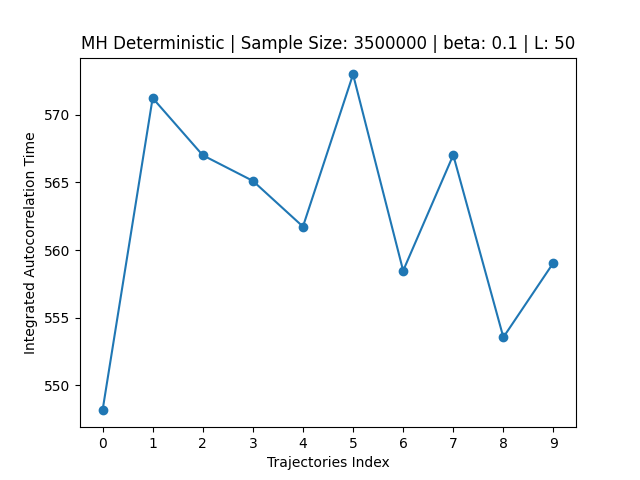 MH Deterministic | Sample Size: 3500000 | beta: 0.1 | L: 50
Integrated Autocorrelation Time
570
565
560
555
550
0 1 2 3 4 5 6 7 8 9
Trajectories Index